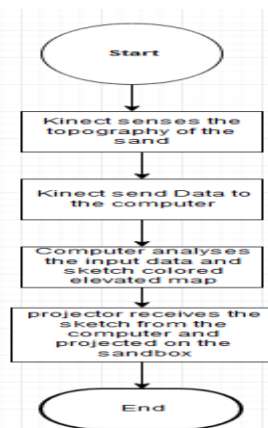 Start
Kinect senses the
topography of the
sand
Kinect send Data to
the computer
Computer analyses
the input data and
sketch colored
elevated map
projector receives the
sketch from the
computer and
projected on the
sandbox
End